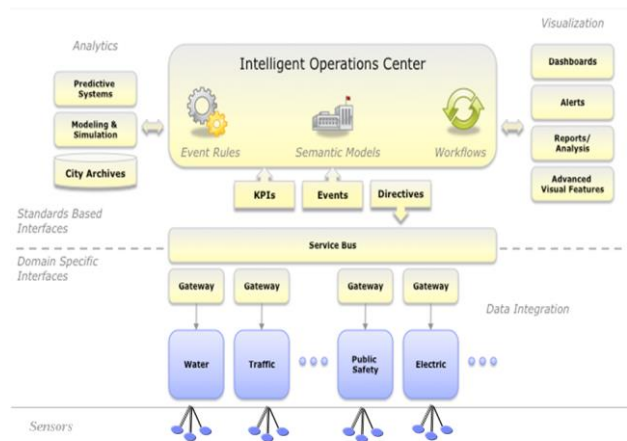 Visualization
Analytics
Intelligent Operations Center
Event Rules
Semantic Models
Workflows
Predictive
Systems
Modeling &
Simulation
City Archives
Dashboards
Alerts
Reports/
Analysis
Advanced
Visual Features
KPIs
Events
Directives
Standards Based
Interfaces
Service Bus
Domain Specific
Interfaces
Gateway
Gateway
Gateway
Gateway
Data Integration
Water
Traffic
Public
Safety
Electric
Sensors